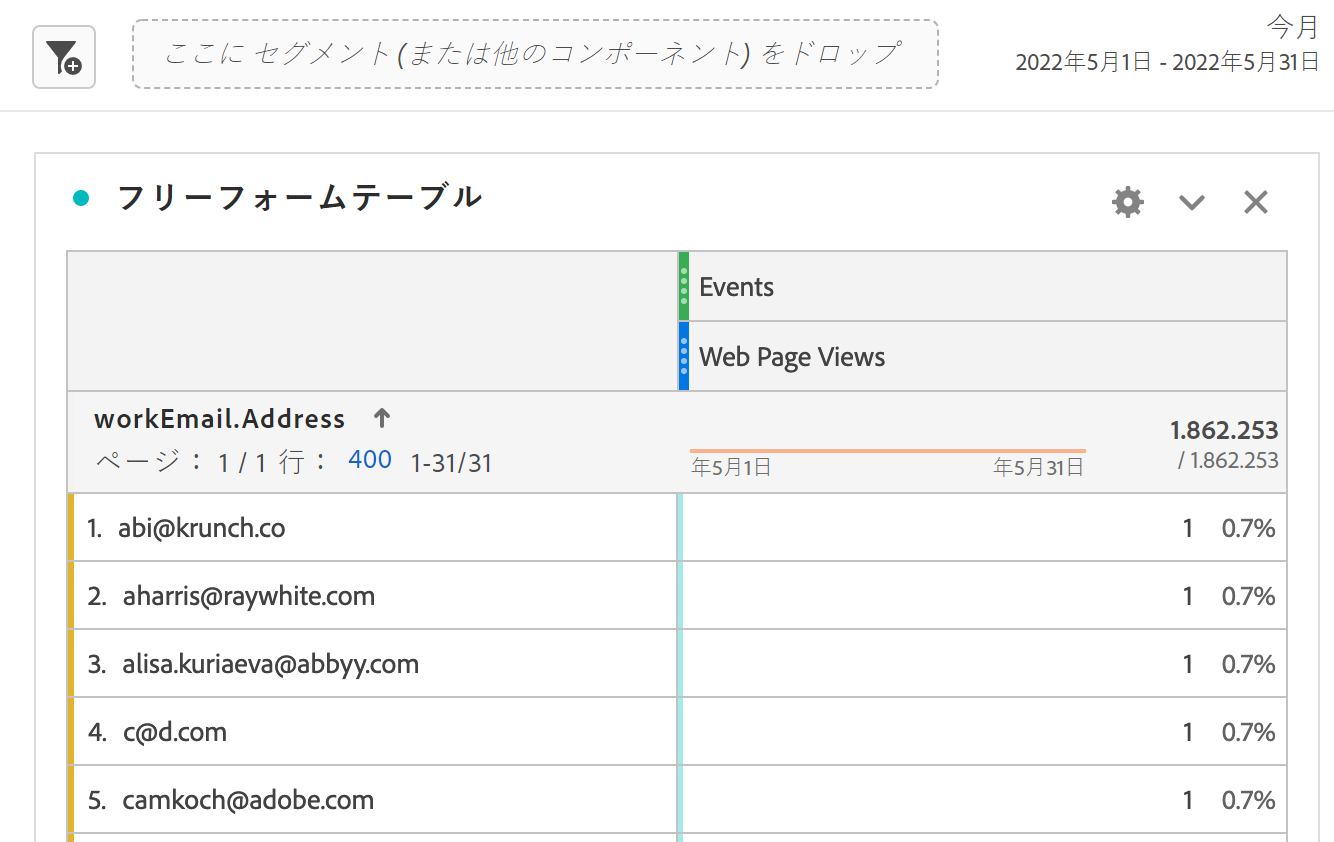 ここに セグメント (または他のコンポーネント) をドロップ
今月
2022年5月1日 - 2022年5月31日
フリーフォームテーブル
Events
Web Page Views
workEmail.Address ↑
ページ： 1 / 1 行： 400 1-31/31
年5月1日 年5月31日
1.862.253
/ 1.862.253
1. abi@krunch.co 1 0.7%
2. aharris@raywhite.com 1 0.7%
3. alisa.kuriaeva@abbyy.com 1 0.7%
4. c@d.com 1 0.7%
5. camkoch@adobe.com 1 0.7%